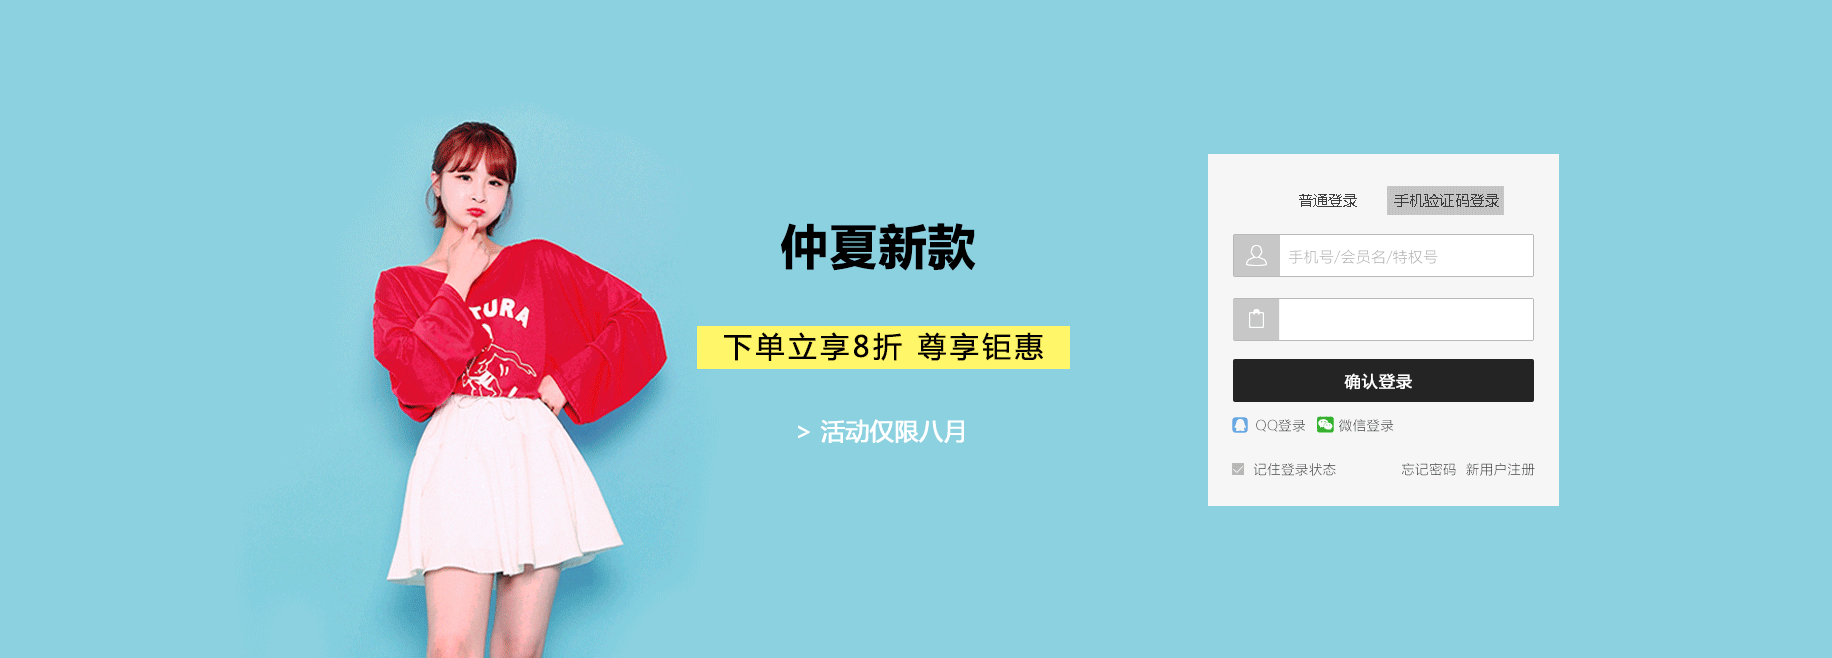 仲夏新款
下单立享8折 尊享钜惠
> 活动仅限八月
TURA
普通登录 手机验证码登录
手机号/会员名/特权号
确认登录
QQ登录 微信登录
记住登录状态 忘记密码 新用户注册